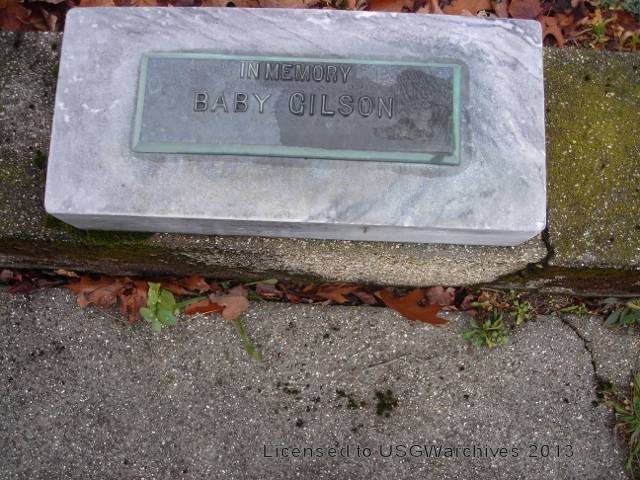 IN MEMORY
BABY GILSON
Licensed to USGWarchives 2013